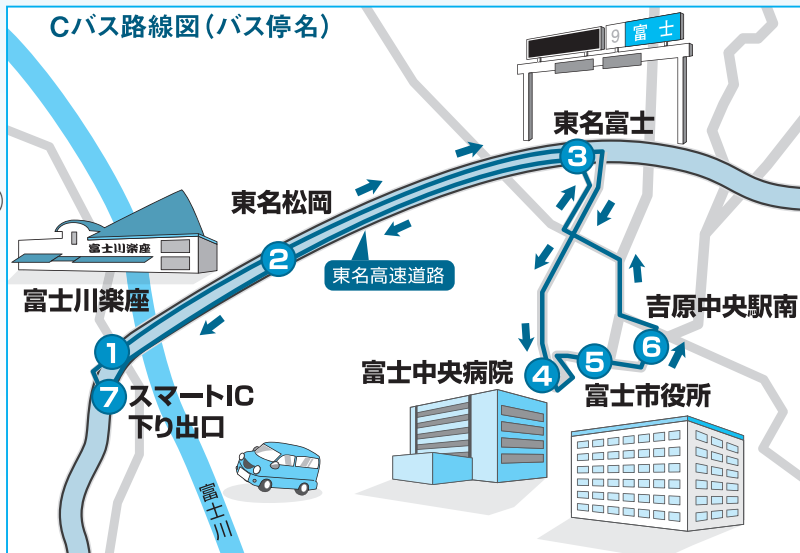 Cバス路線図(バス停名)
9 富士
東名富士
3
東名松岡
2
東名高速道路
富士川楽座
富士川楽座
1
7 スマートIC
下り出口
吉原中央駅南
6
5
富士中央病院 4
富士市役所
富士川